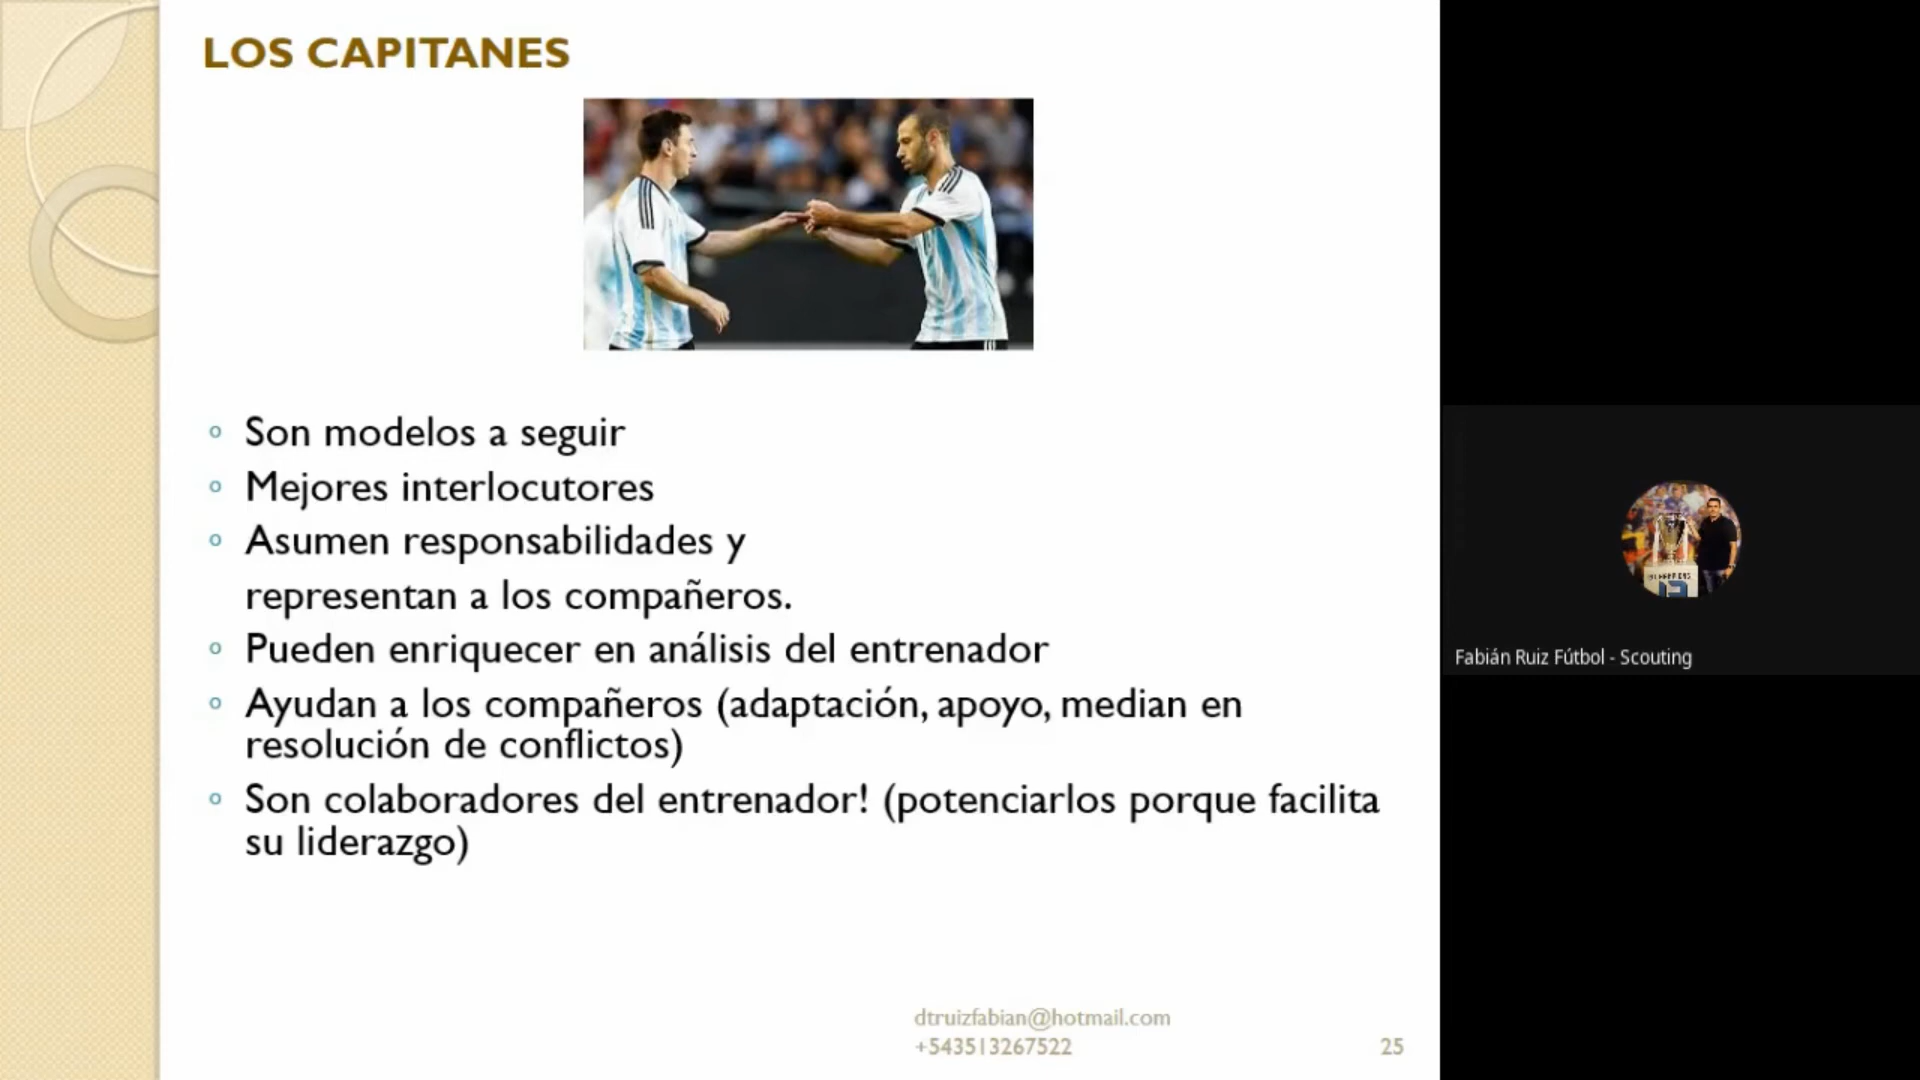 LOS CAPITANES
Son modelos a seguir
Mejores interlocutores
Asumen responsabilidades y
representan a los compañeros.
Pueden enriquecer en análisis del entrenador
Ayudan a los compañeros (adaptación, apoyo, median en
resolución de conflictos)
Son colaboradores del entrenador! (potenciarlos porque facilita
su liderazgo)
dtruizfabian@hotmail.com
+543513267522
25
Fabián Ruiz Fútbol - Scouting